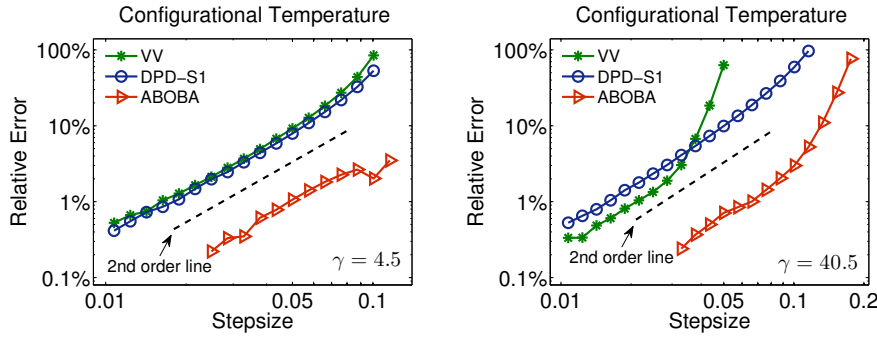 Configurational Temperature
100%
10%
1%
0.1%
Relative Error
VV
DPD-S1
ABOBA
2nd order line
γ = 4.5
0.01
0.05
0.1
Stepsize
Configurational Temperature
100%
10%
1%
0.1%
Relative Error
VV
DPD-S1
ABOBA
2nd order line
γ = 40.5
0.01
0.05
0.1
0.2
Stepsize